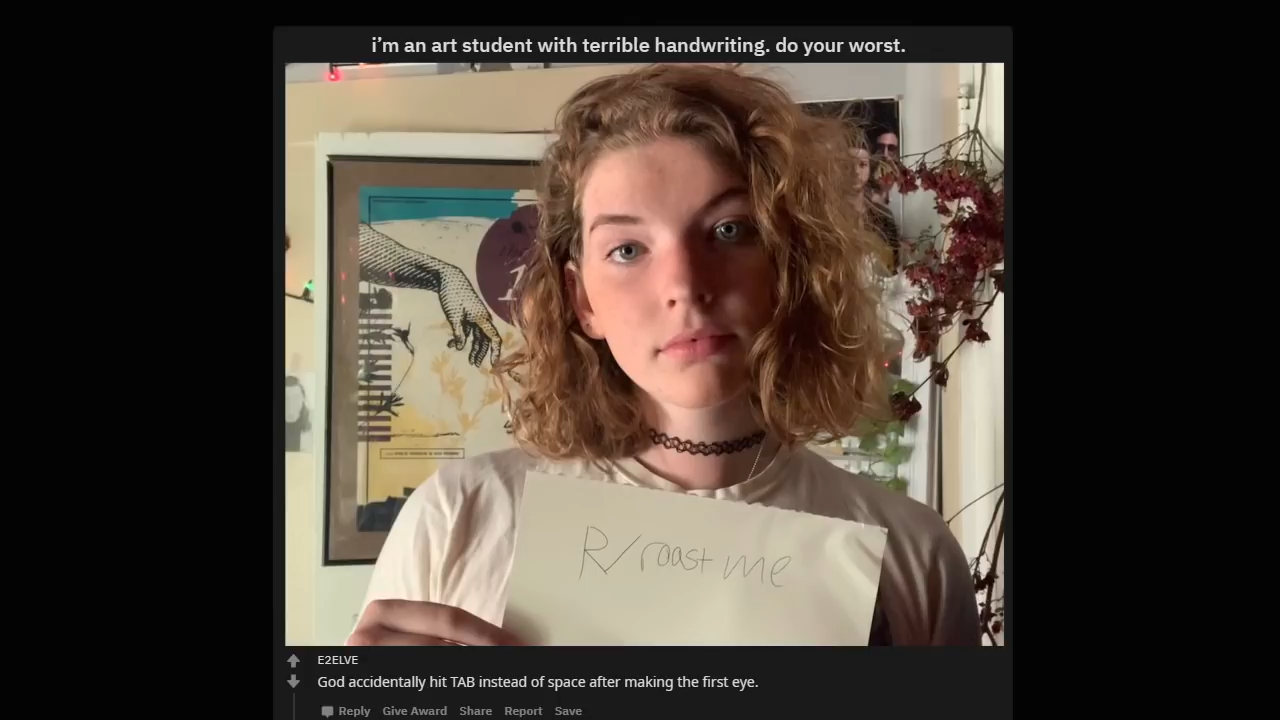 i’m an art student with terrible handwriting. do your worst.
1
R/roast me
E2ELVE
God accidentally hit TAB instead of space after making the first eye.
Reply Give Award Share Report Save